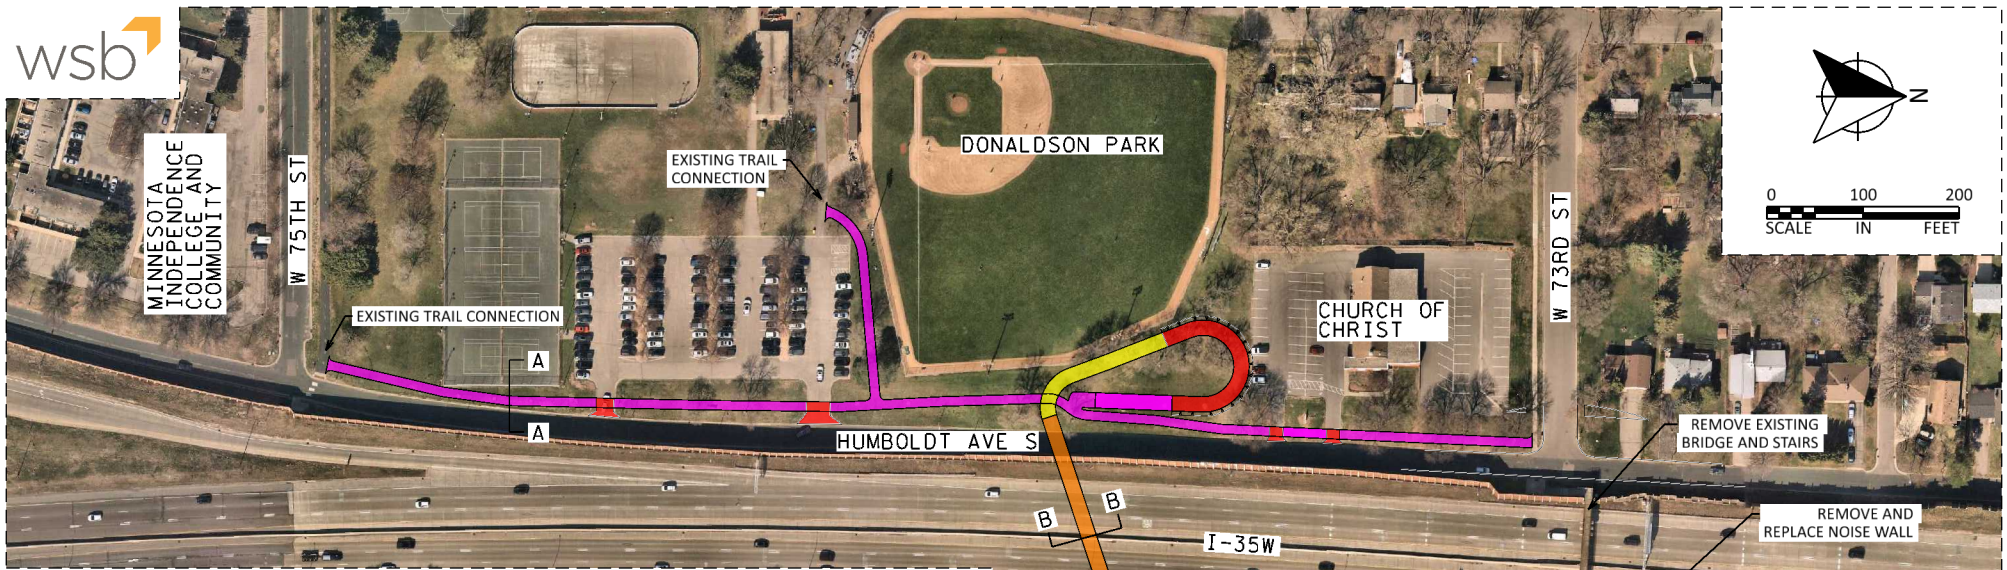 wsb
MINNESOTA
INDEPENDENCE
COLLEGE AND
COMMUNITY
W 75TH ST
EXISTING TRAIL CONNECTION
A
A
EXISTING TRAIL
CONNECTION
DONALDSON PARK
HUMBOLDT AVE S
CHURCH OF
CHRIST
W 73RD ST
B
B
I-35W
N
0 100 200
SCALE IN FEET
REMOVE EXISTING
BRIDGE AND STAIRS
REMOVE AND
REPLACE NOISE WALL